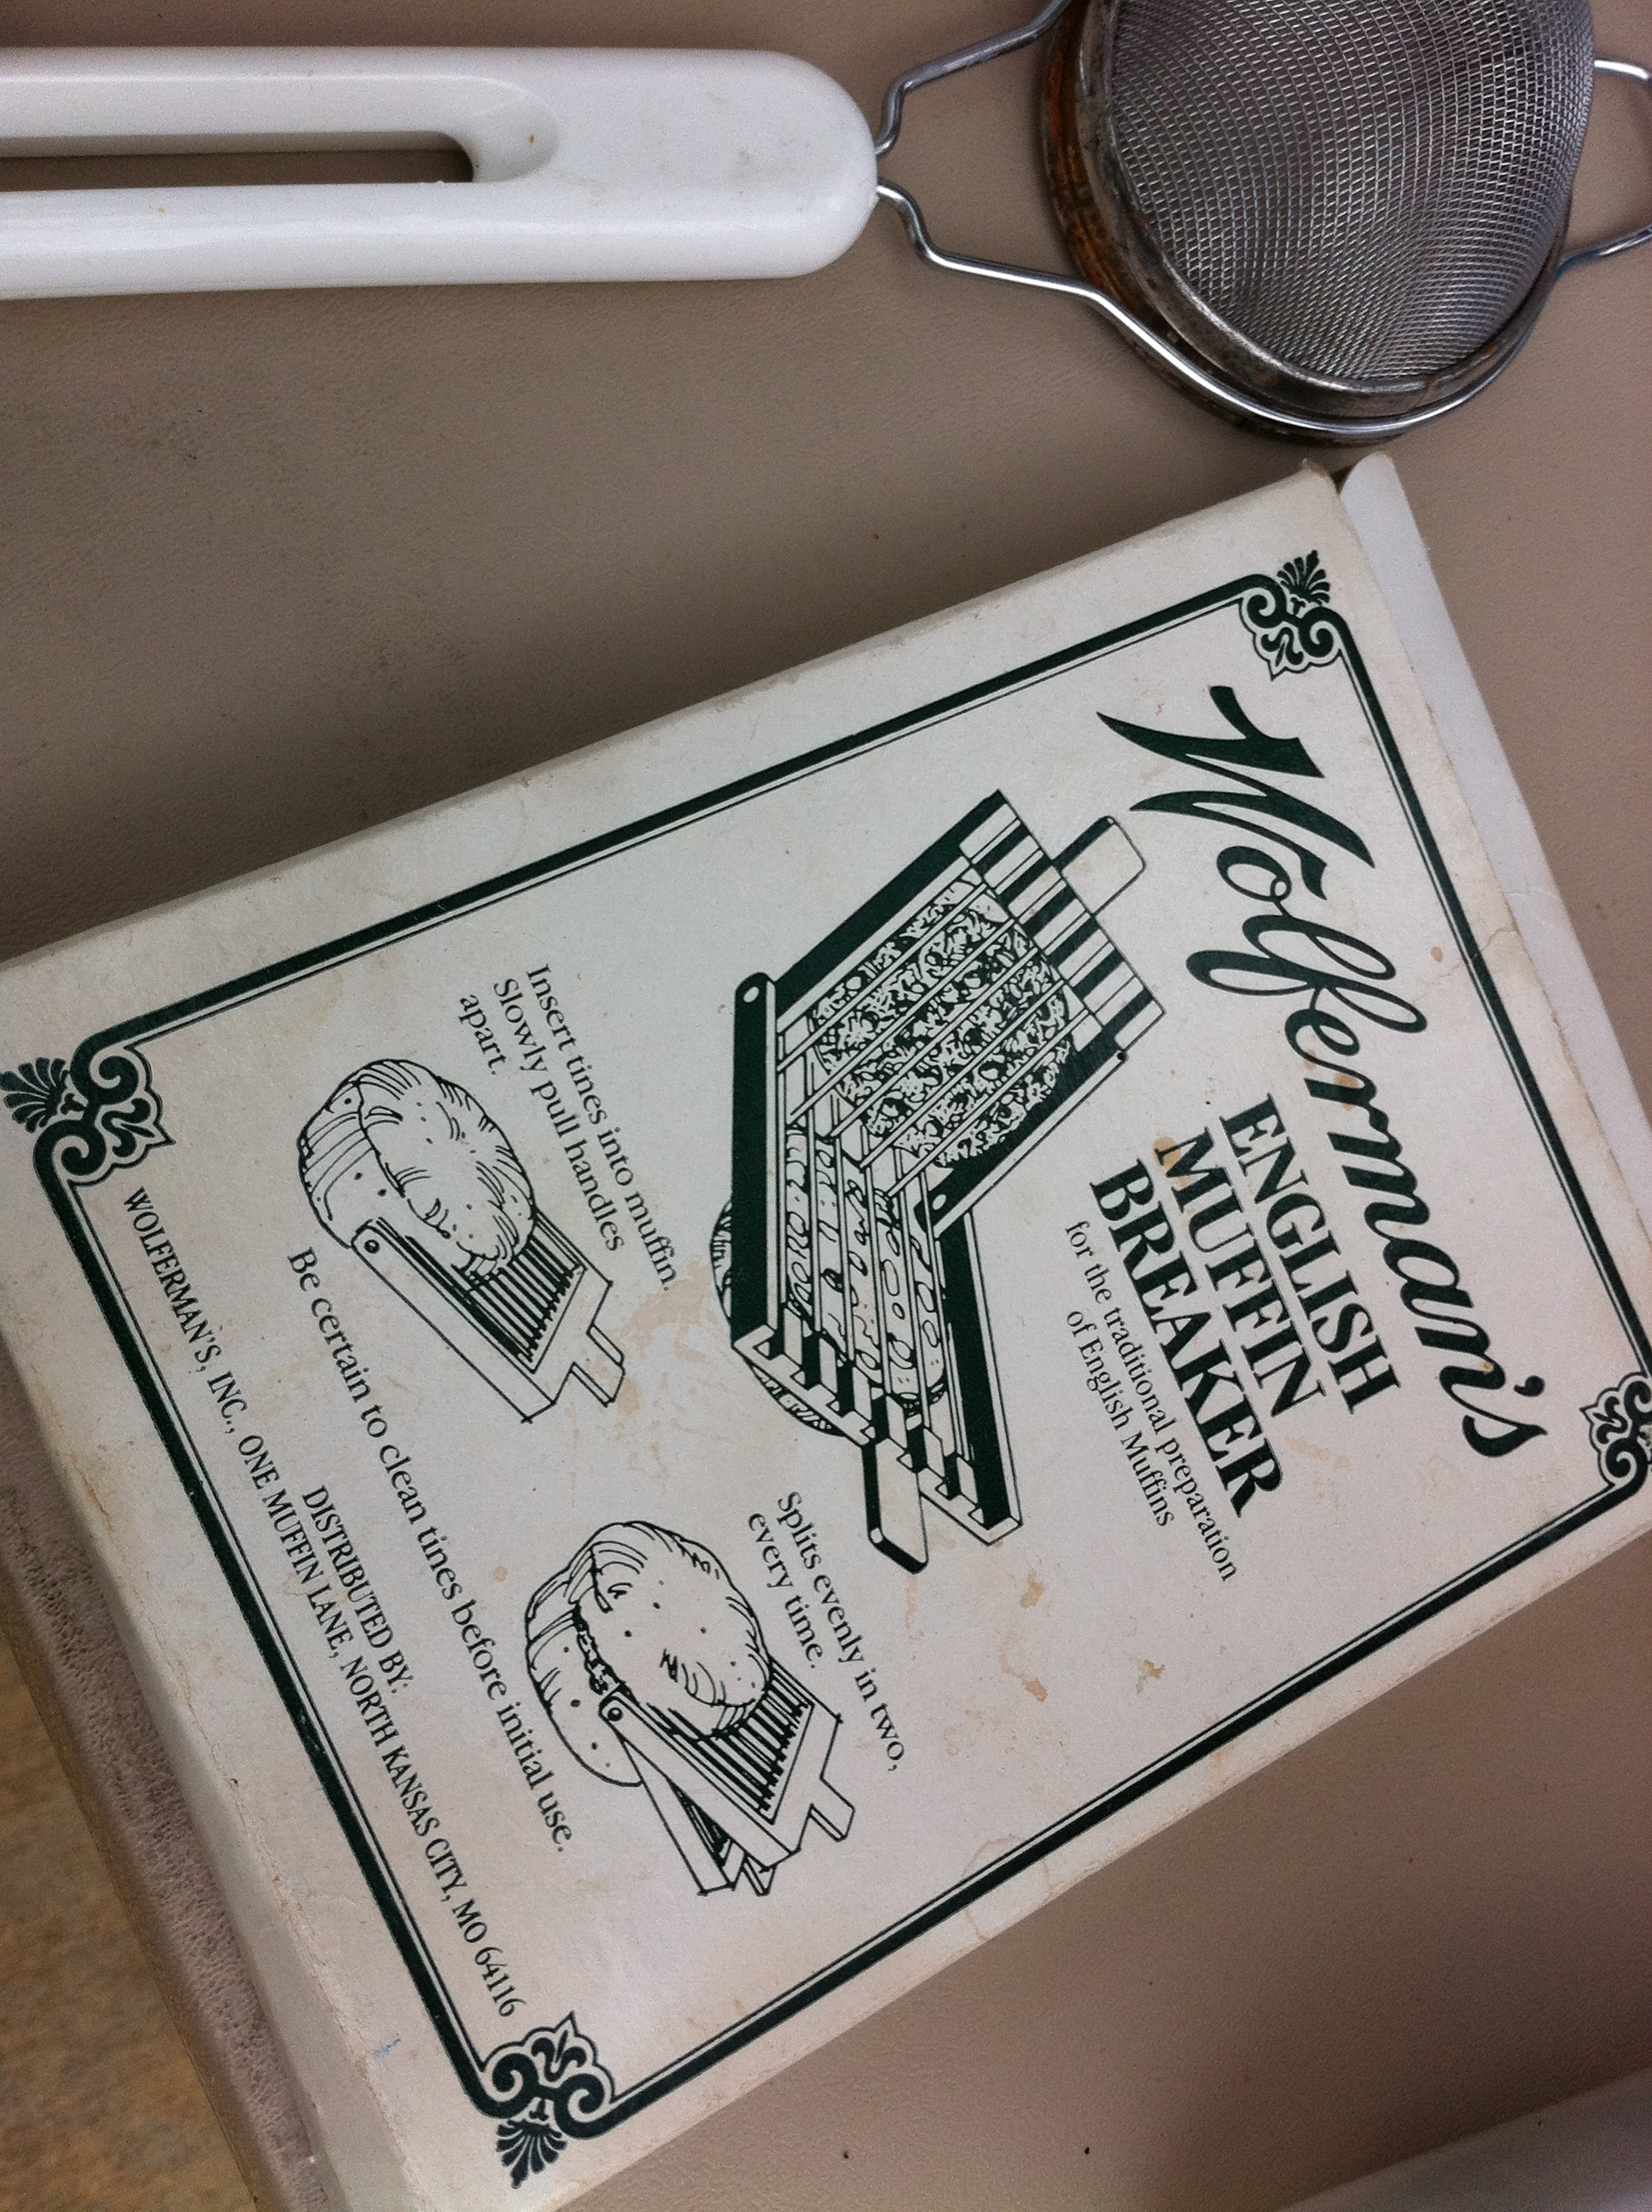 Wolferman's
ENGLISH
MUFFIN
BREAKER
for the traditional preparation
of English Muffins
Insert tines into muffin.
Slowly pull handles
apart.
Splits evenly in two,
every time.
Be certain to clean tines before initial use.
DISTRIBUTED BY:
WOLFERMAN'S, INC., ONE MUFFIN LANE, NORTH KANSAS CITY, MO 64116